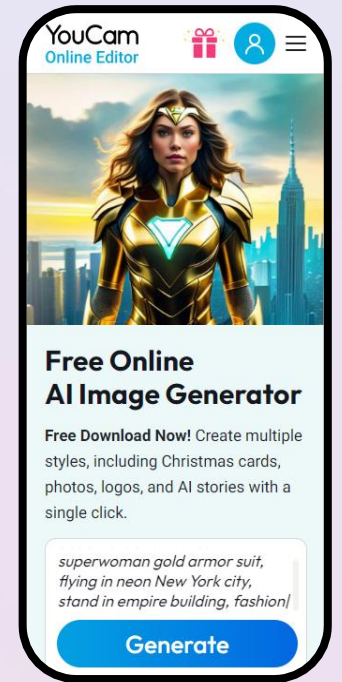 YouCam
Online Editor
Free Online
AI Image Generator
Free Download Now! Create multiple
styles, including Christmas cards,
photos, logos, and AI stories with a
single click.
superwoman gold armor suit,
flying in neon New York city,
stand in empire building, fashion
Generate